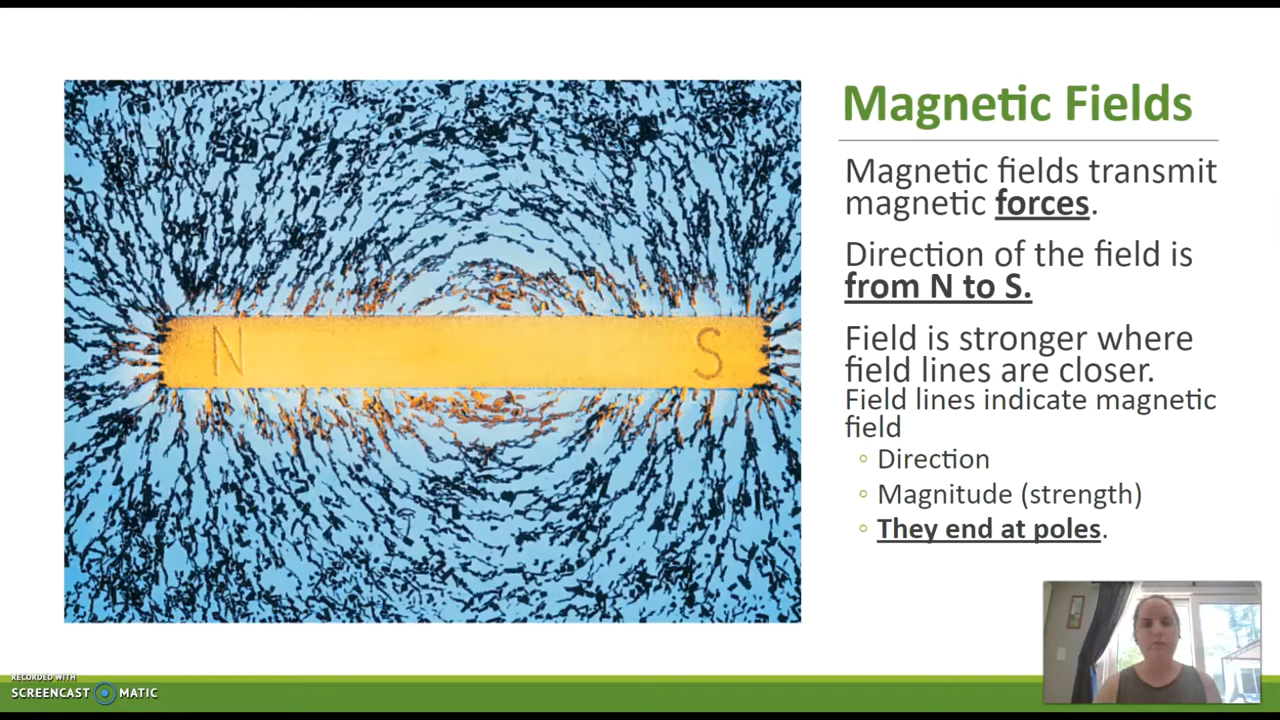 Magnetic Fields
Magnetic fields transmit
magnetic forces.
Direction of the field is
from N to S.
Field is stronger where
field lines are closer.
Field lines indicate magnetic
field
Direction
Magnitude (strength)
They end at poles.
N
S
RECORDED WITH
SCREENCAST MATIC